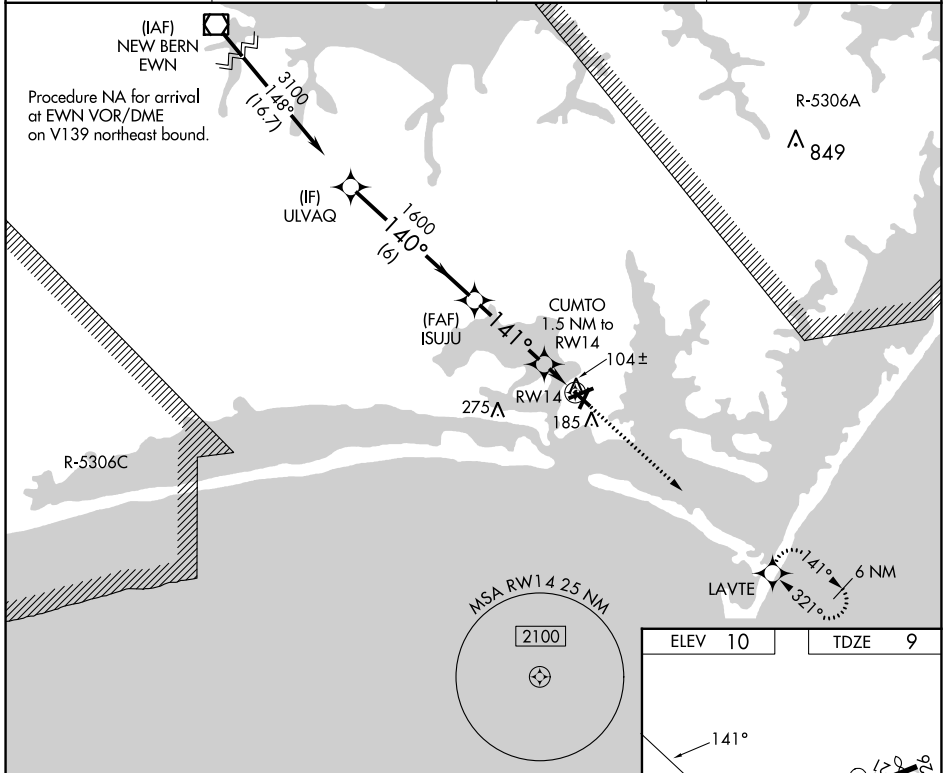 (IAF)
NEW BERN
EWN
3100
148°
(16.7)
Procedure NA for arrival
at EWN VOR/DME
on V139 northeast bound.
R-5306A
849
(IF)
ULVAQ
1600
140°
(6)
(FAF)
ISUJU
141°
CUMTO
1.5 NM to
RW14
104±
RW14
275
185
R-5306C
LAVTE
141°
321°
6 NM
MSA RW14 25 NM
2100
ELEV 10
TDZE 9
141°
26